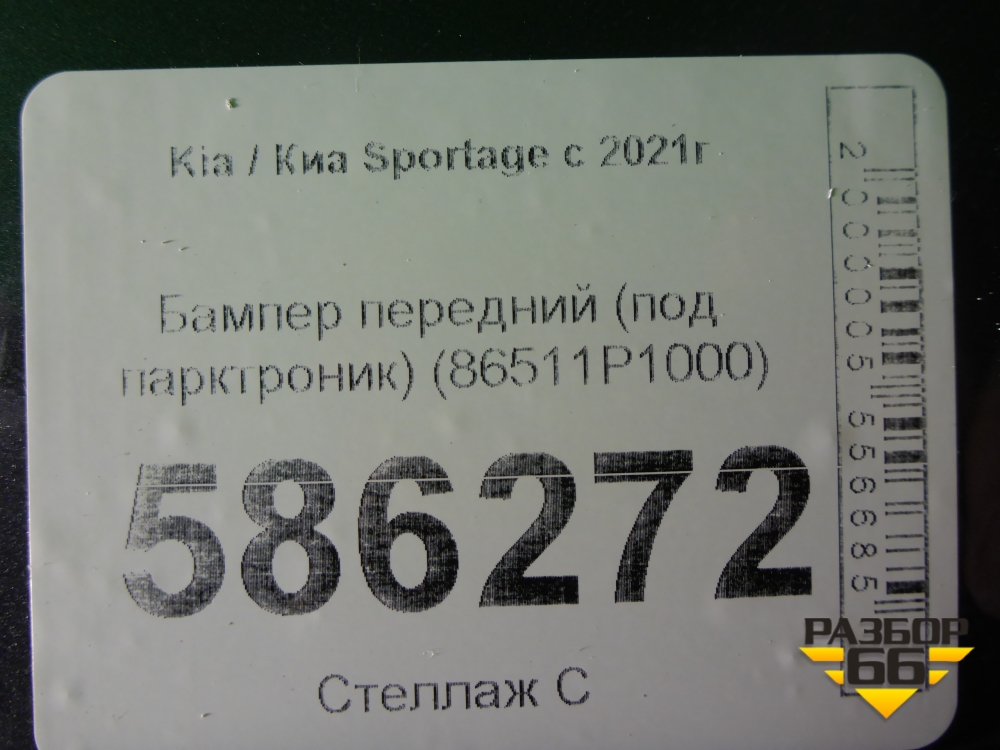 Kia / Киа Sportage с 2021г
Бампер передний (под
парктроник) (86511P1000)
586272
Стеллаж С
2000005556685
РАЗБОР
66